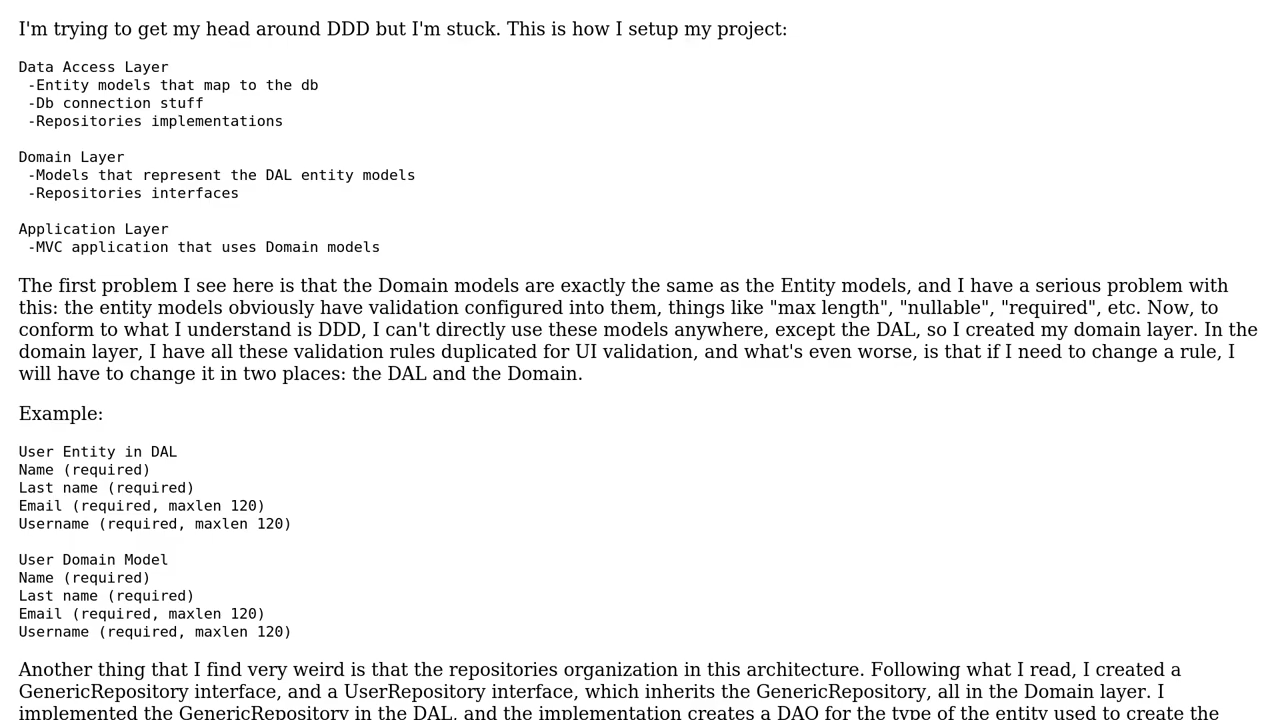 I'm trying to get my head around DDD but I'm stuck. This is how I setup my project:
Data Access Layer
-Entity models that map to the db
-Db connection stuff
-Repositories implementations
Domain Layer
-Models that represent the DAL entity models
-Repositories interfaces
Application Layer
-MVC application that uses Domain models
The first problem I see here is that the Domain models are exactly the same as the Entity models, and I have a serious problem with
this: the entity models obviously have validation configured into them, things like "max length", "nullable", "required", etc. Now, to
conform to what I understand is DDD, I can't directly use these models anywhere, except the DAL, so I created my domain layer. In the
domain layer, I have all these validation rules duplicated for UI validation, and what's even worse, is that if I need to change a rule, I
will have to change it in two places: the DAL and the Domain.
Example:
User Entity in DAL
Name (required)
Last name (required)
Email (required, maxlen 120)
Username (required, maxlen 120)
User Domain Model
Name (required)
Last name (required)
Email (required, maxlen 120)
Username (required, maxlen 120)
Another thing that I find very weird is that the repositories organization in this architecture. Following what I read, I created a
GenericRepository interface, and a UserRepository interface, which inherits the GenericRepository, all in the Domain layer. I
implemented the GenericRepository in the DAL, and the implementation creates a DAO for the type of the entity used to create the